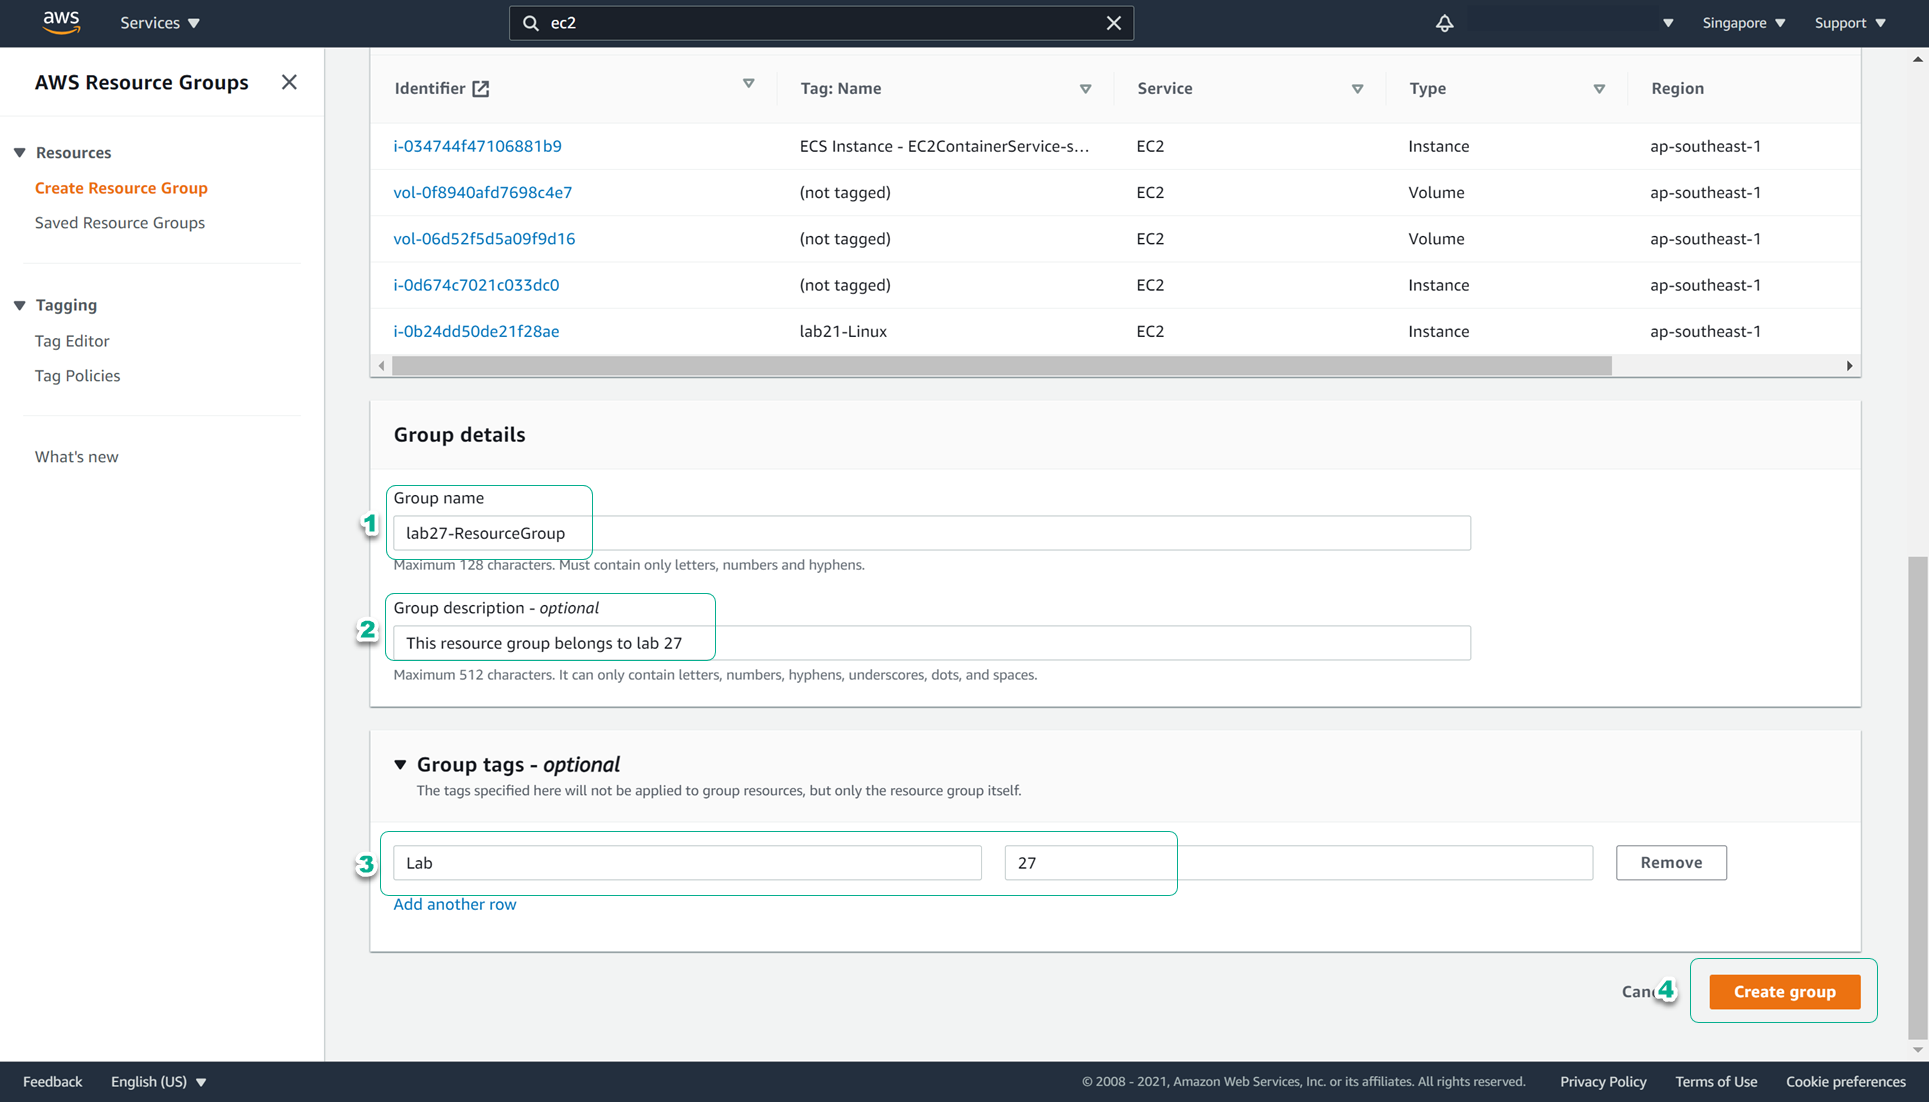 aws Services ec2 Singapore Support
AWS Resource Groups
Resources
Create Resource Group
Saved Resource Groups
Tagging
Tag Editor
Tag Policies
What's new
Identifier Tag: Name Service Type Region
i-034744f47106881b9 ECS Instance - EC2ContainerService-s... EC2 Instance ap-southeast-1
vol-0f8940afd7698c4e7 (not tagged) EC2 Volume ap-southeast-1
vol-06d52f5d5a09f9d16 (not tagged) EC2 Volume ap-southeast-1
i-0d674c7021c033dc0 (not tagged) EC2 Instance ap-southeast-1
i-0b24dd50de21f28ae lab21-Linux EC2 Instance ap-southeast-1
Group details
Group name
1 lab27-ResourceGroup
Maximum 128 characters. Must contain only letters, numbers and hyphens.
Group description - optional
2 This resource group belongs to lab 27
Maximum 512 characters. It can only contain letters, numbers, hyphens, underscores, dots, and spaces.
Group tags - optional
The tags specified here will not be applied to group resources, but only the resource group itself.
3 Lab 27 Remove
Add another row
4 Create group
Feedback English (US) © 2008 - 2021, Amazon Web Services, Inc. or its affiliates. All rights reserved. Privacy Policy Terms of Use Cookie preferences